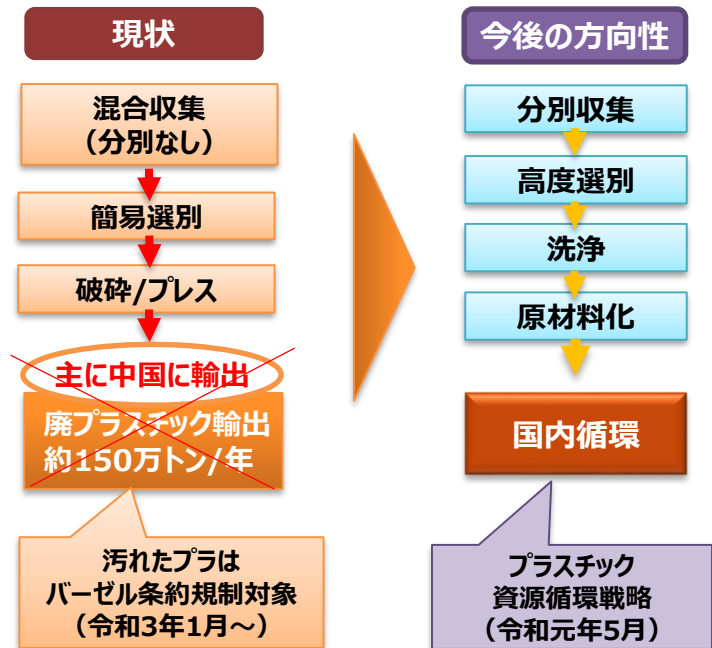 現状
混合収集
（分別なし）
簡易選別
破砕/プレス
主に中国に輸出
廃プラスチック輸出
約150万トン/年
汚れたプラは
バーゼル条約規制対象
（令和3年1月～）
今後の方向性
分別収集
高度選別
洗浄
原材料化
国内循環
プラスチック
資源循環戦略
（令和元年5月）